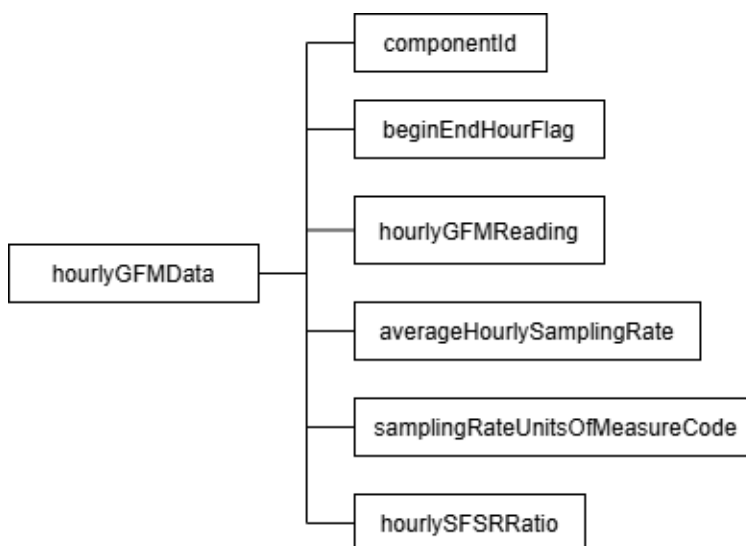 componentId
beginEndHourFlag
hourlyGFMReading
hourlyGFMData
averageHourlySamplingRate
samplingRateUnitsOfMeasureCode
hourlySFSRRatio